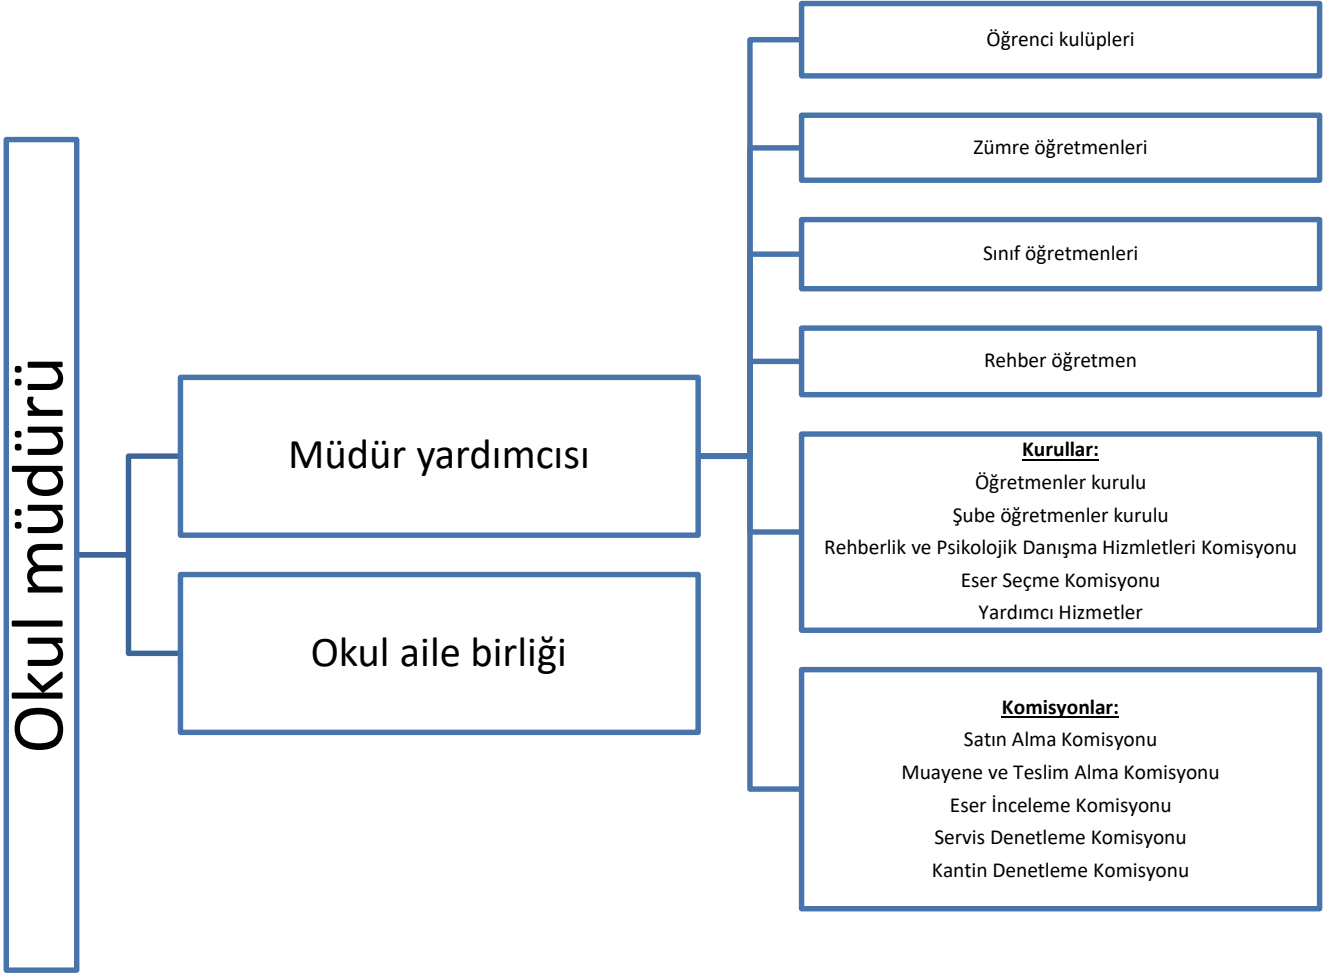 Okul müdürü
Müdür yardımcısı
Okul aile birliği
Öğrenci kulüpleri
Zümre öğretmenleri
Sınıf öğretmenleri
Rehber öğretmen
Kurullar:
Öğretmenler kurulu
Şube öğretmenler kurulu
Rehberlik ve Psikolojik Danışma Hizmletleri Komisyonu
Eser Seçme Komisyonu
Yardımcı Hizmetler
Komisyonlar:
Satın Alma Komisyonu
Muayene ve Teslim Alma Komisyonu
Eser İnceleme Komisyonu
Servis Denetleme Komisyonu
Kantin Denetleme Komisyonu